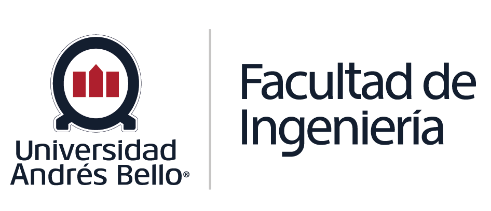 Universidad
Andrés Bello®
Facultad de
Ingeniería